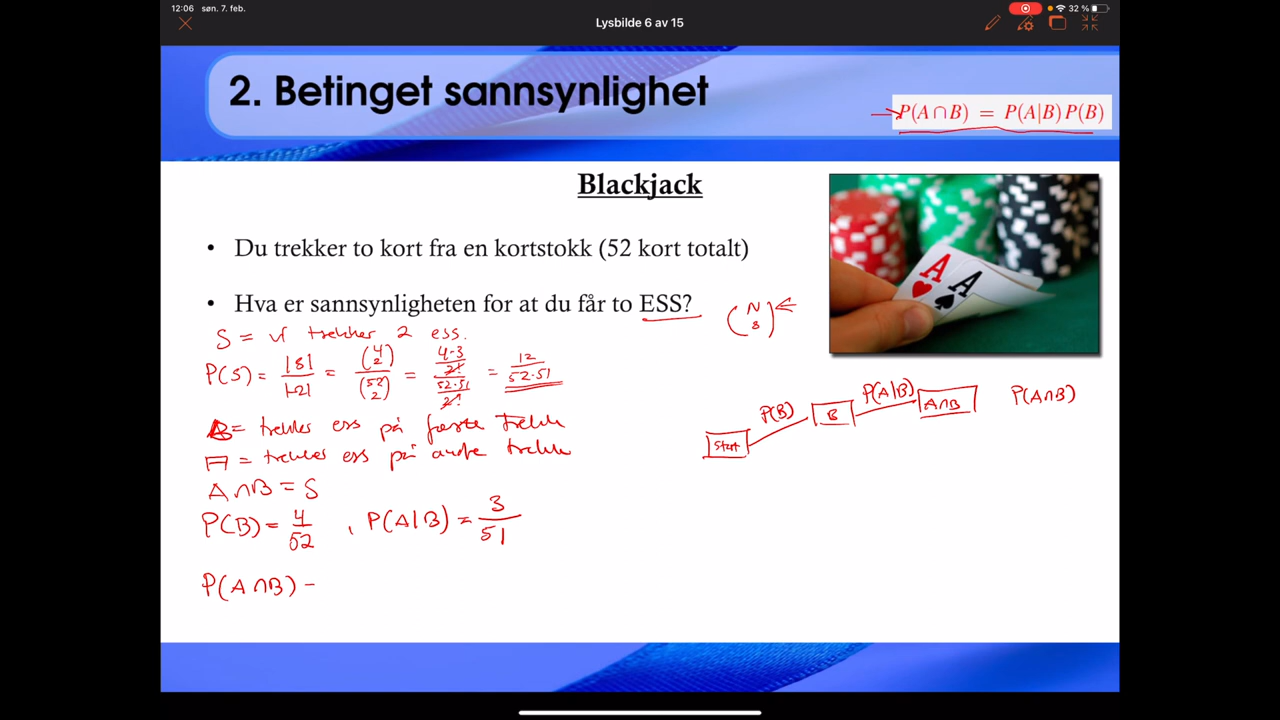 12:06 søn. 7. feb.
32 %
Lysbilde 6 av 15
2. Betinget sannsynlighet
P(A∩B) = P(A|B)P(B)
Blackjack
• Du trekker to kort fra en kortstokk (52 kort totalt)
• Hva er sannsynligheten for at du får to ESS?
A A
(N s)
S = vi trekker 2 ess.
P(S) = |S|/|Ω| = (4 2)/(52 2) = (4·3/2!)/(52·51/2!) = 12/(52·51)
B = trekke ess på første trekk
A = trekkes ess på andre trekk
A∩B = S
P(B) = 4/52 , P(A|B) = 3/51
P(A∩B) =
Start P(B) B P(A|B) A∩B P(A∩B)